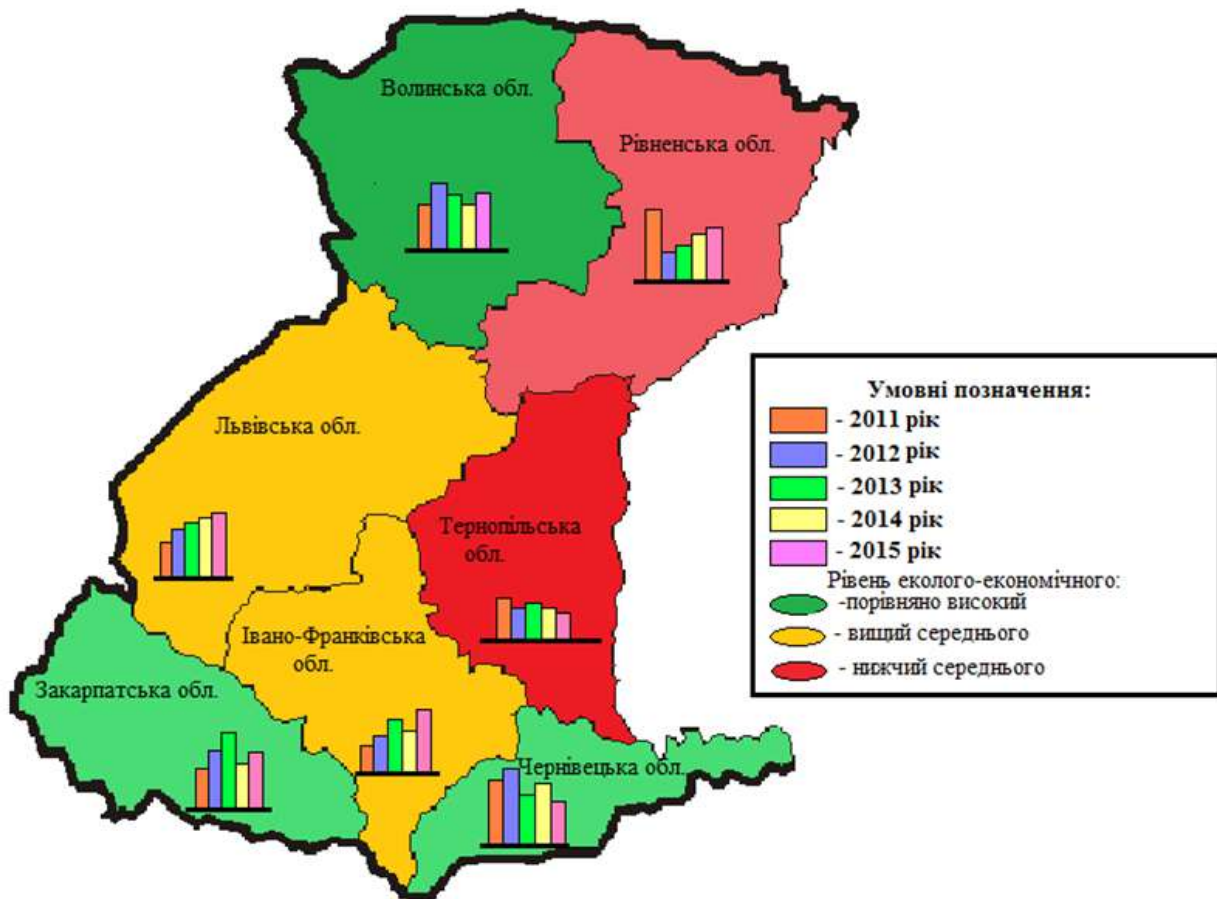 Волинська обл.
Рівненська обл.
Львівська обл.
Тернопільська
обл.
Івано-Франківська
обл.
Закарпатська обл.
Чернівецька обл.
Умовні позначення:
- 2011 рік
- 2012 рік
- 2013 рік
- 2014 рік
- 2015 рік
Рівень еколого-економічного:
-порівняно високий
- вищий середнього
- нижчий середнього